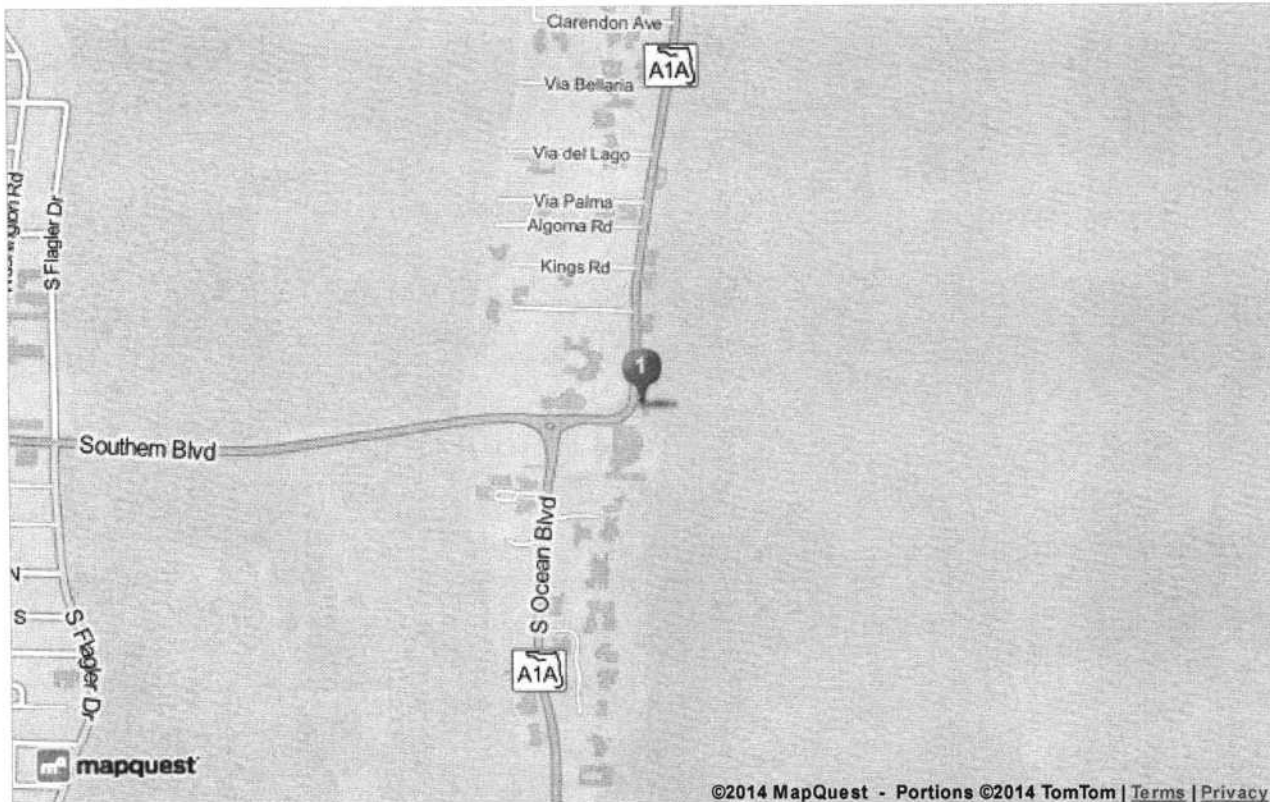 Clarendon Ave
A1A
Via Bellaria
Via del Lago
Via Palma
Algoma Rd
Kings Rd
S Flagler Dr
1
Southern Blvd
S Ocean Blvd
N
S
S Flagler Dr
A1A
mapquest
©2014 MapQuest - Portions ©2014 TomTom | Terms | Privacy